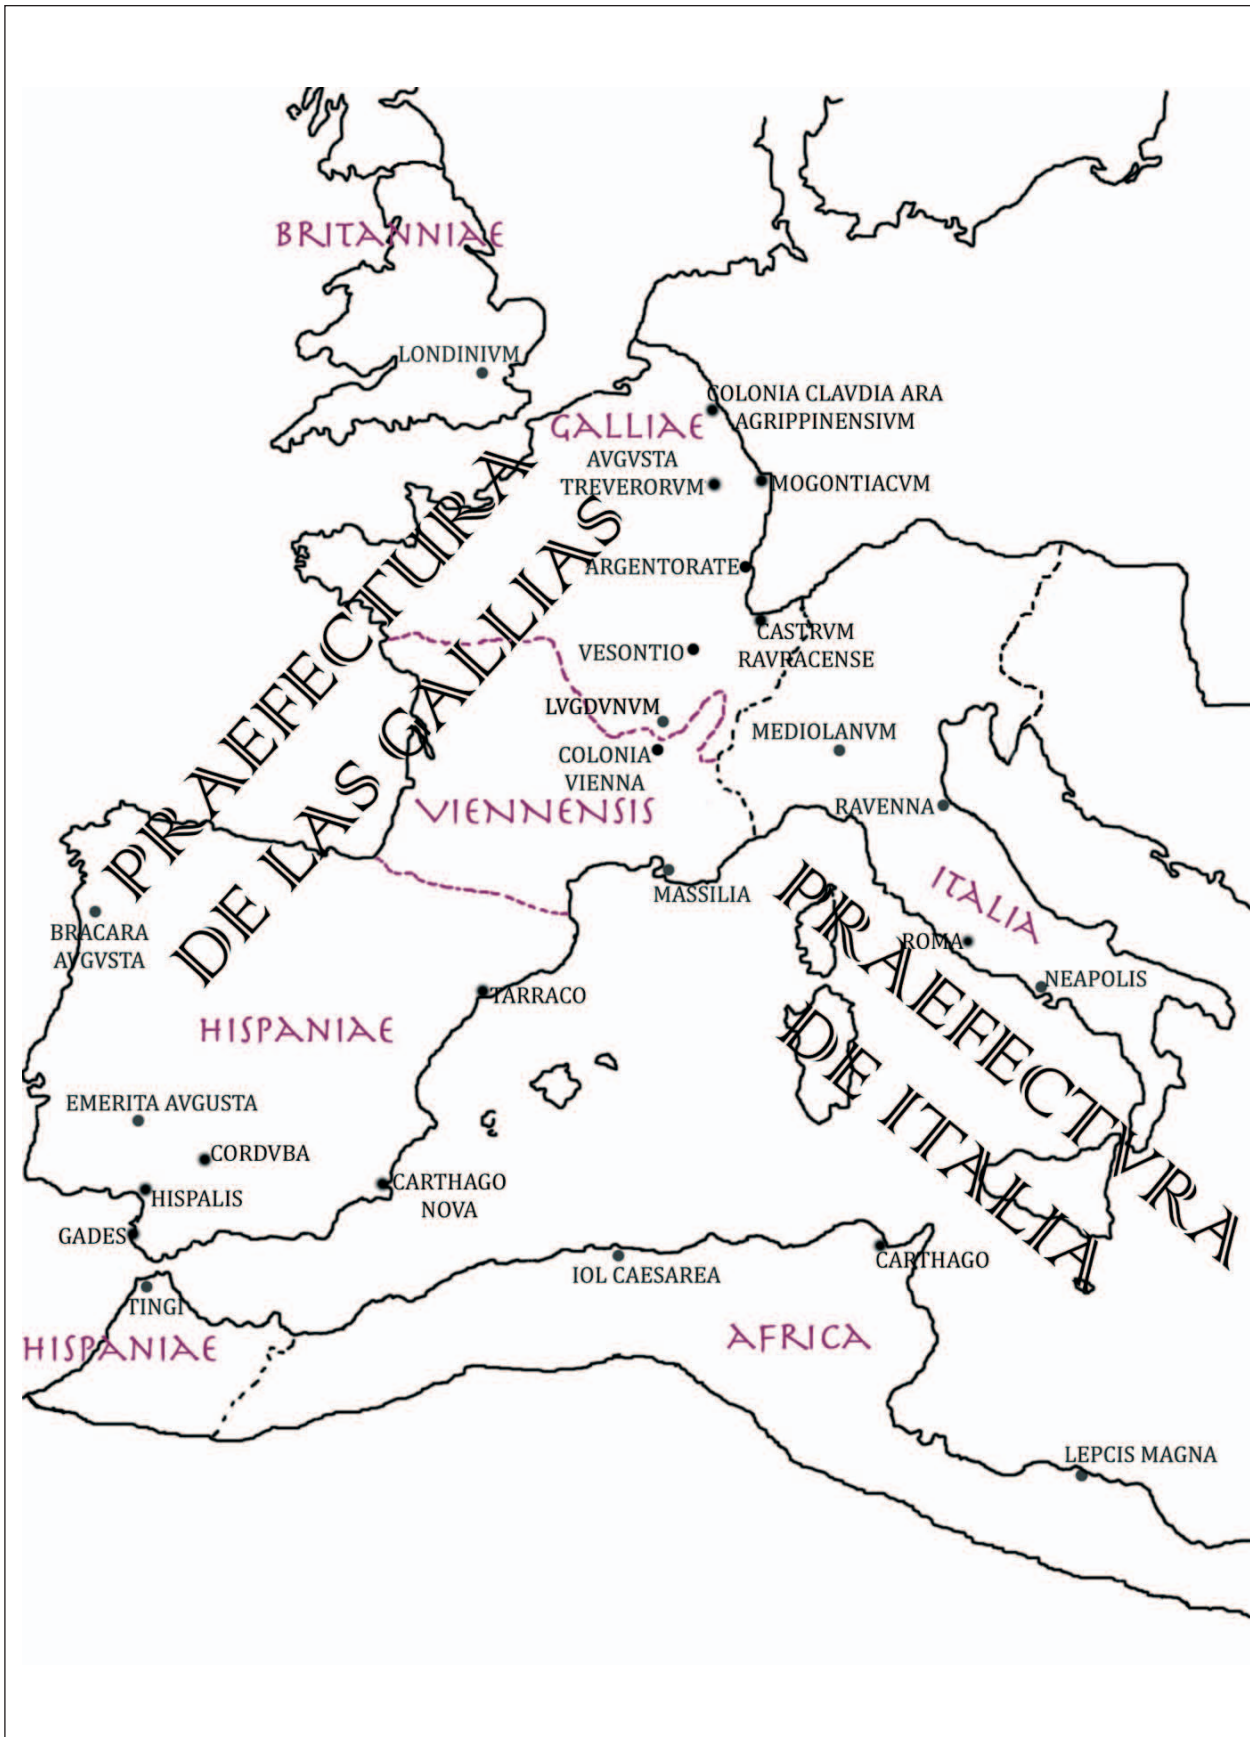 BRITANNIAE
LONDINIVM
COLONIA CLAVDIA ARA
AGRIPPINENSIVM
GALLIAE
AVGVSTA
TREVERORVM
MOGONTIACVM
PRAEFECTURA
DE LAS GALLIAS
ARGENTORATE
CASTRVM
RAVRACENSE
VESONTIO
LVGDVNVM
MEDIOLANVM
COLONIA
VIENNA
VIENNENSIS
RAVENNA
MASSILIA
ITALIA
BRACARA
AVGVSTA
ROMA
NEAPOLIS
TARRACO
PRAEFECTVRA
DE ITALIA
HISPANIAE
EMERITA AVGUSTA
CORDVBA
CARTHAGO
NOVA
HISPALIS
GADES
CARTHAGO
IOL CAESAREA
TINGI
HISPANIAE
AFRICA
LEPCIS MAGNA